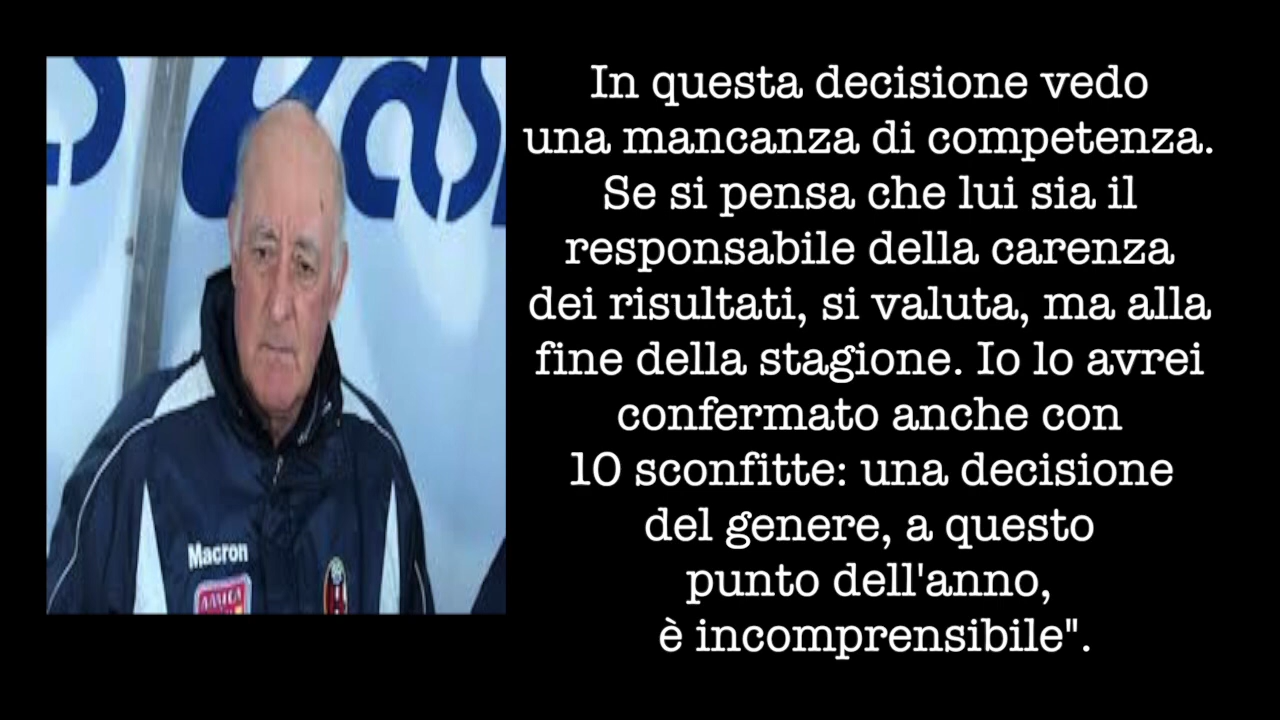 In questa decisione vedo
una mancanza di competenza.
Se si pensa che lui sia il
responsabile della carenza
dei risultati, si valuta, ma alla
fine della stagione. Io lo avrei
confermato anche con
10 sconfitte: una decisione
del genere, a questo
punto dell'anno,
è incomprensibile".
Macron